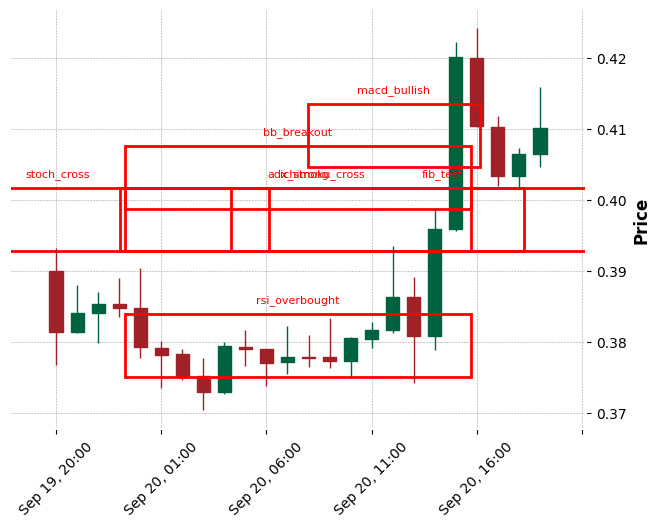 0.42
macd_bullish
0.41
bb_breakout
stoch_cross
ichimoku_cross
fib_test
0.40
Price
0.39
rsi_overbought
0.38
0.37
Sep 19, 20:00
Sep 20, 01:00
Sep 20, 06:00
Sep 20, 11:00
Sep 20, 16:00